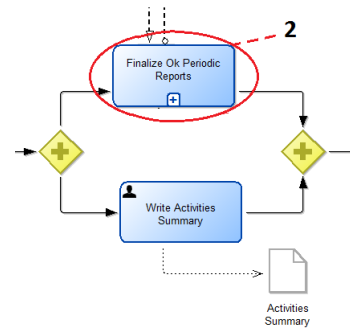 2
Finalize Ok Periodic
Reports
Write Activities
Summary
Activities
Summary